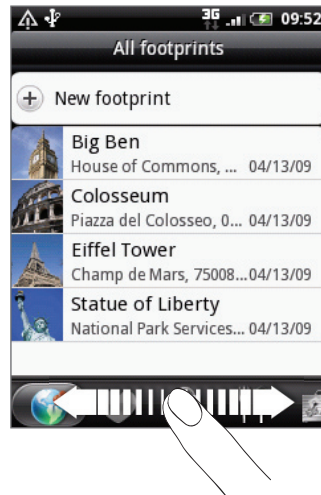 3G 09:52
All footprints
New footprint
Big Ben
House of Commons, ... 04/13/09
Colosseum
Piazza del Colosseo, 0... 04/13/09
Eiffel Tower
Champ de Mars, 75008... 04/13/09
Statue of Liberty
National Park Services... 04/13/09